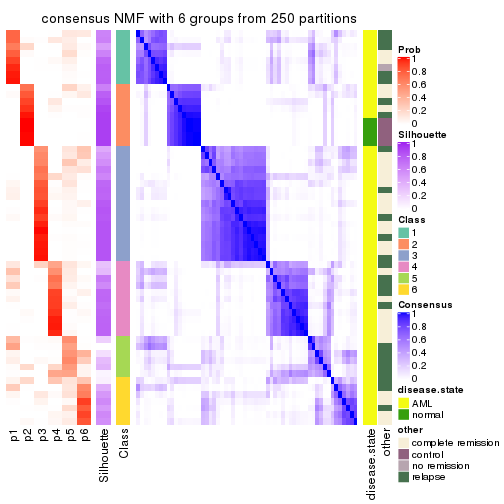 consensus NMF with 6 groups from 250 partitions
Prob
1
0.8
0.6
0.4
0.2
0
Silhouette
1
0.8
0.6
0.4
0.2
0
Class
1
2
3
4
5
6
Consensus
1
0.8
0.6
0.4
0.2
0
disease.state
AML
normal
other
complete remission
control
no remission
relapse
p1
p2
p3
p4
p5
p6
Silhouette
Class
disease.state
other